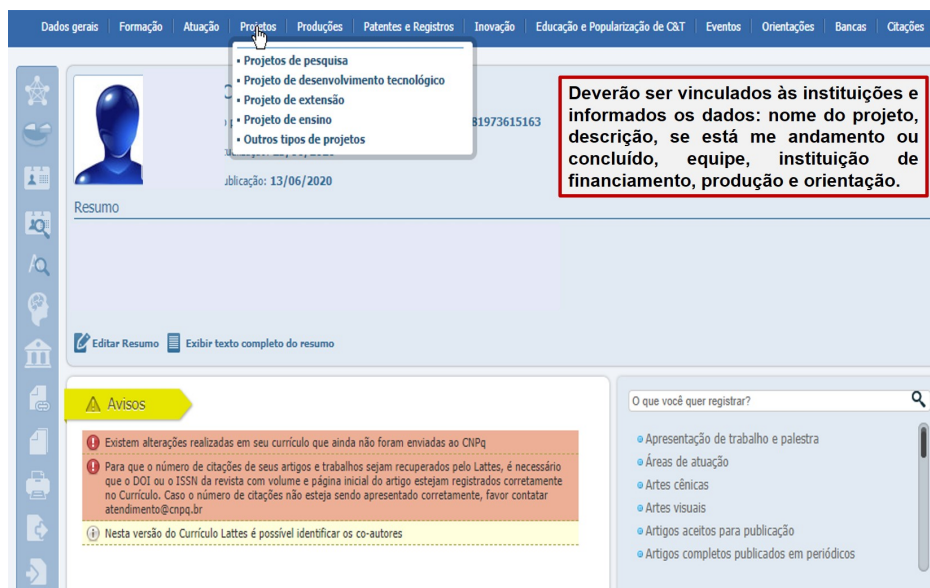 Dados gerais Formação Atuação Projetos Produções Patentes e Registros Inovação Educação e Popularização de C&T Eventos Orientações Bancas Citações
Projetos de pesquisa
Projeto de desenvolvimento tecnológico
Projeto de extensão
Projeto de ensino
Outros tipos de projetos
81973615163
13/06/2020
Deverão ser vinculados às instituições e
informados os dados: nome do projeto,
descrição, se está me andamento ou
concluído, equipe, instituição de
financiamento, produção e orientação.
Resumo
Editar Resumo Exibir texto completo do resumo
Avisos
Existem alterações realizadas em seu currículo que ainda não foram enviadas ao CNPq
Para que o número de citações de seus artigos e trabalhos sejam recuperados pelo Lattes, é necessário
que o DOI ou o ISSN da revista com volume e página inicial do artigo estejam registrados corretamente
no Currículo. Caso o número de citações não esteja sendo apresentado corretamente, favor contatar
atendimento@cnpq.br
Nesta versão do Currículo Lattes é possível identificar os co-autores
O que você quer registrar?
Apresentação de trabalho e palestra
Áreas de atuação
Artes cênicas
Artes visuais
Artigos aceitos para publicação
Artigos completos publicados em periódicos